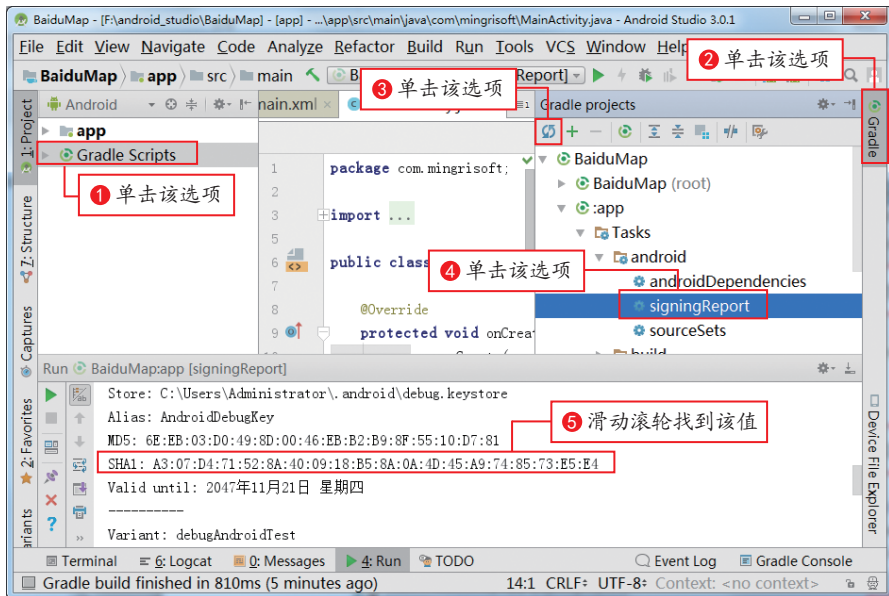 BaiduMap - [F:\android_studio\BaiduMap] - [app] - ...\app\src\main\java\com\mingrisoft\MainActivity.java - Android Studio 3.0.1
File Edit View Navigate Code Analyze Refactor Build Run Tools VCS Window Help
2 单击该选项
BaiduMap app src main B Report]
3 单击该选项
1: Project
Android
main.xml
Gradle projects
Gradle
app
Gradle Scripts
1 单击该选项
BaiduMap
BaiduMap (root)
:app
Tasks
android
androidDependencies
signingReport
sourceSets
build
4 单击该选项
1 package com.mingrisoft;
2
3 import ...
5
6 public class
7
8 @Override
9 protected void onCreat
Z: Structure
Captures
2: Favorites
Run BaiduMap:app [signingReport]
Store: C:\Users\Administrator\.android\debug.keystore
Alias: AndroidDebugKey
MD5: 6E:EB:03:D0:49:8D:00:46:EB:B2:B9:8F:55:10:D7:81
SHA1: A3:07:D4:71:52:8A:40:09:18:B5:8A:0A:4D:45:A9:74:85:73:E5:E4
Valid until: 2047年11月21日 星期四
----------
Variant: debugAndroidTest
5 滑动滚轮找到该值
Device File Explorer
Terminal 6: Logcat 0: Messages 4: Run TODO Event Log Gradle Console
Gradle build finished in 810ms (5 minutes ago) 14:1 CRLF÷ UTF-8÷ Context: <no context>